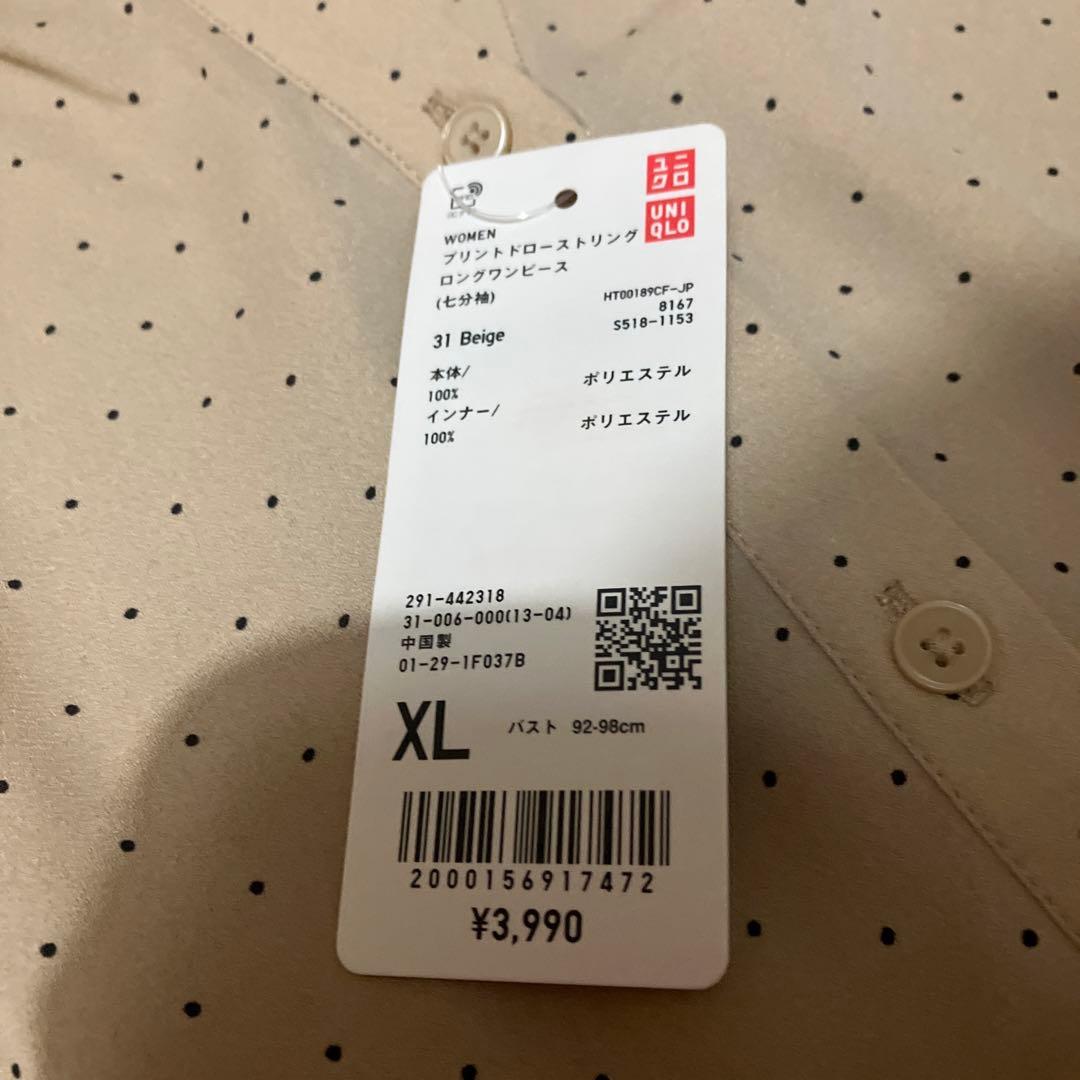 ユニ
クロ
UNI
QLO
WOMEN
プリントドローストリング
ロングワンピース
(七分袖)
HT00189CF-JP
8167
S518-1153
31 Beige
本体/ ポリエステル
100%
インナー/ ポリエステル
100%
291-442318
31-006-000(13-04)
中国製
01-29-1F037B
XL バスト 92-98cm
2000156917472
¥3,990